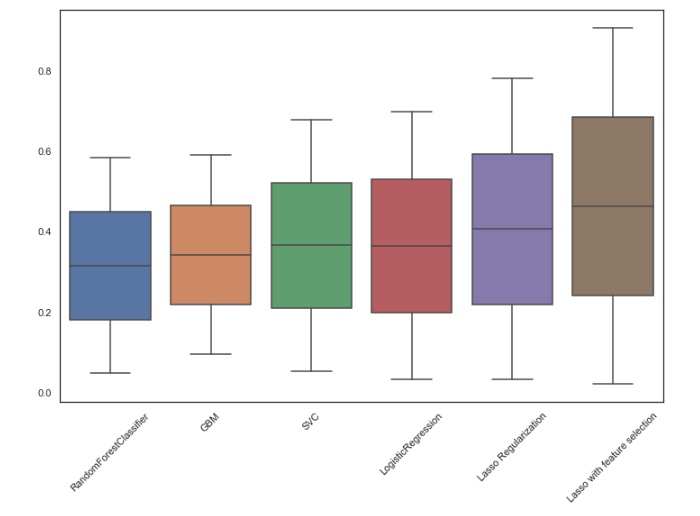 0.8
0.6
0.4
0.2
0.0
RandomForestClassifier
GBM
SVC
LogisticRegression
Lasso Regularization
Lasso with feature selection